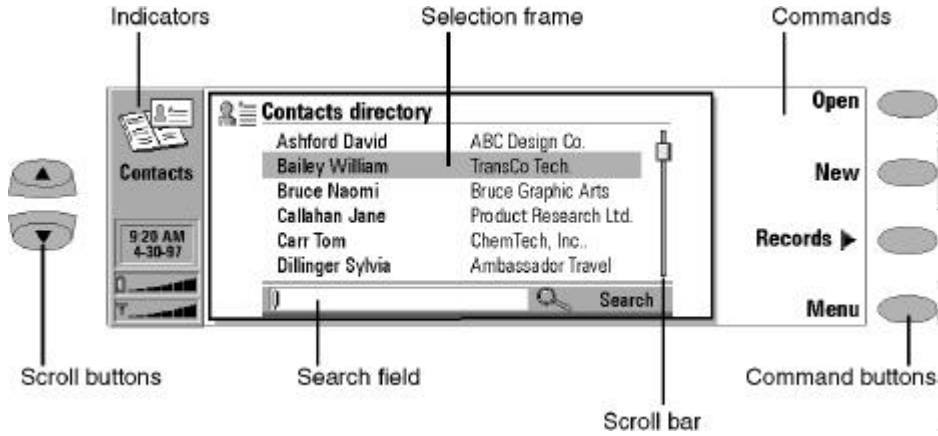 Indicators
Selection frame
Commands
Contacts
9:20 AM
4-30-97
Contacts directory
Ashford David ABC Design Co.
Bailey William TransCo Tech
Bruce Naomi Bruce Graphic Arts
Callahan Jane Product Research Ltd.
Carr Tom ChemTech, Inc..
Dillinger Sylvia Ambassador Travel
Search
Open
New
Records
Menu
Scroll buttons
Search field
Command buttons
Scroll bar